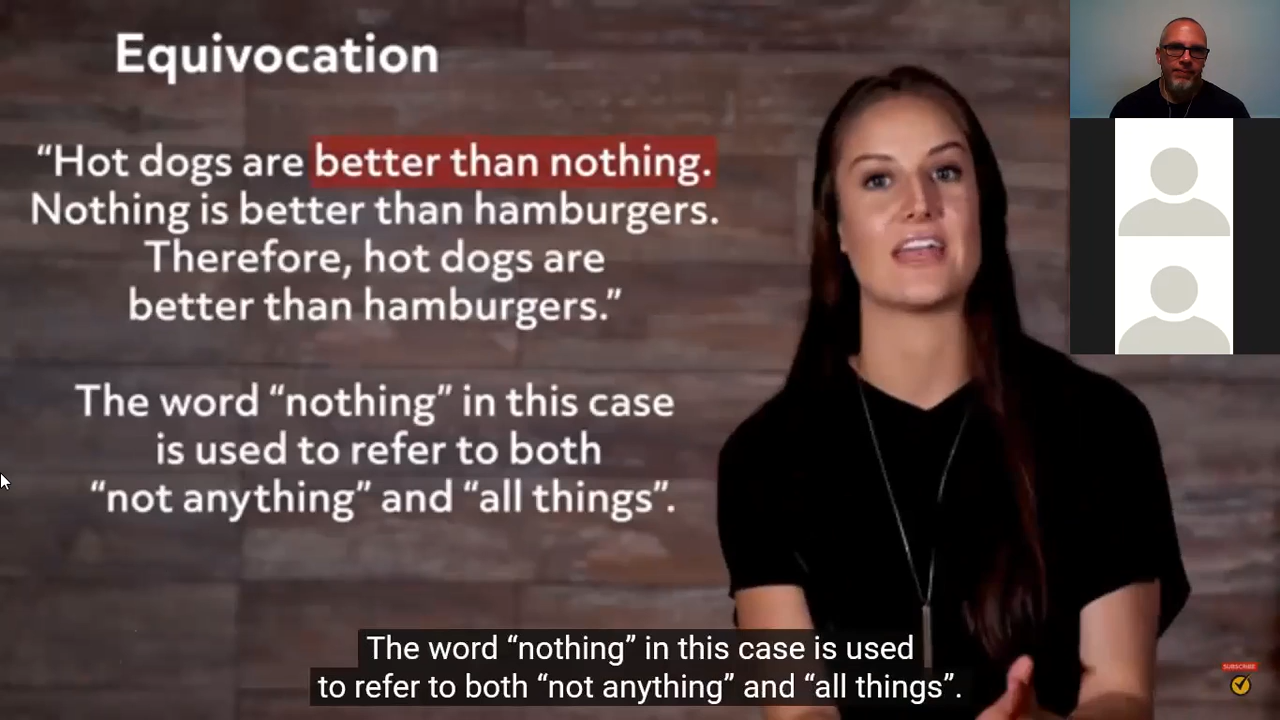 Equivocation
“Hot dogs are better than nothing.
Nothing is better than hamburgers.
Therefore, hot dogs are
better than hamburgers.”
The word “nothing” in this case
is used to refer to both
“not anything” and “all things”.
The word “nothing” in this case is used
to refer to both “not anything” and “all things”.
SUBSCRIBE